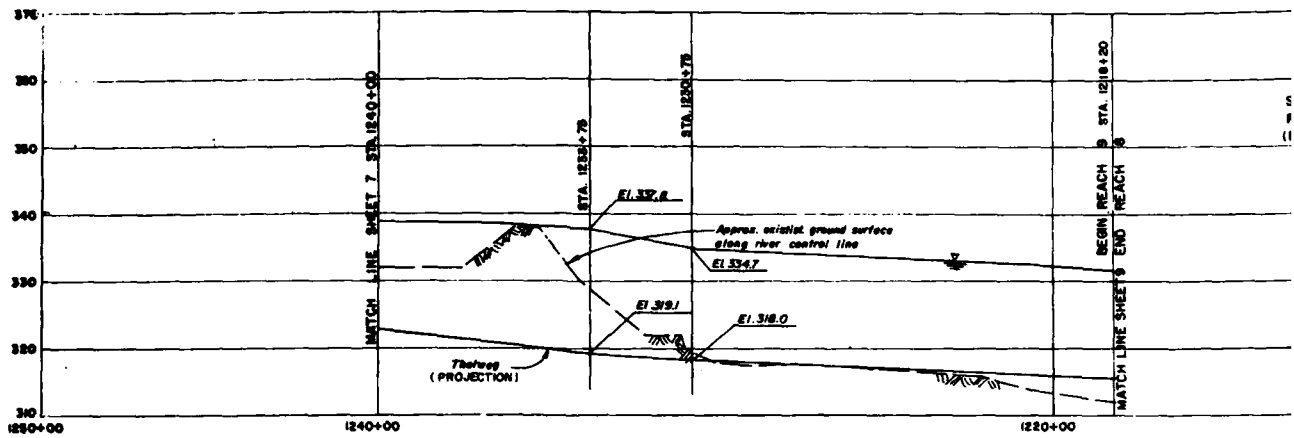 375
360
350
340
330
320
310
1250+00
1240+00
1220+00
MATCH LINE SHEET 7 STA. 1240+00
STA. 1233+75
STA. 1230+75
BEGIN REACH 9 STA. 1218+20
MATCH LINE SHEET 9 END REACH 8
El. 337.8
Approx. existist. ground surface
along river control line
El. 334.7
El. 319.1
El. 318.0
Thalweg
(PROJECTION)